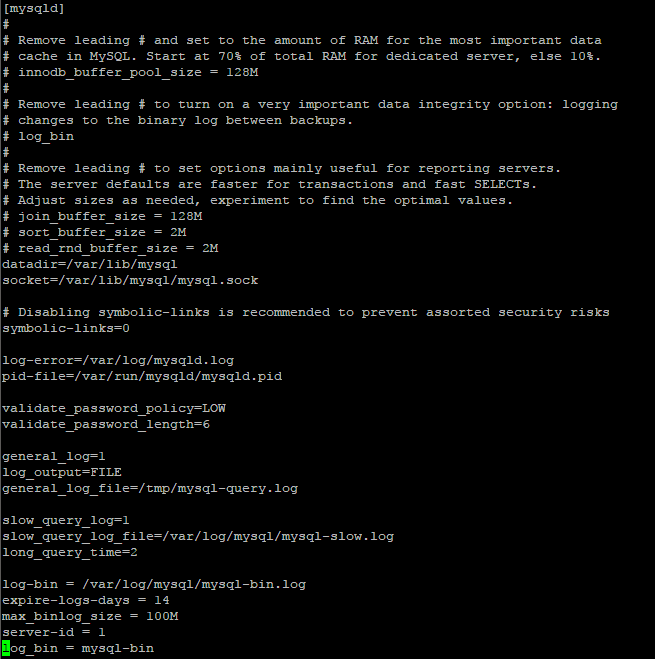 [mysqld]
#
# Remove leading # and set to the amount of RAM for the most important data
# cache in MySQL. Start at 70% of total RAM for dedicated server, else 10%.
# innodb_buffer_pool_size = 128M
#
# Remove leading # to turn on a very important data integrity option: logging
# changes to the binary log between backups.
# log_bin
#
# Remove leading # to set options mainly useful for reporting servers.
# The server defaults are faster for transactions and fast SELECTs.
# Adjust sizes as needed, experiment to find the optimal values.
# join_buffer_size = 128M
# sort_buffer_size = 2M
# read_rnd_buffer_size = 2M
datadir=/var/lib/mysql
socket=/var/lib/mysql/mysql.sock
# Disabling symbolic-links is recommended to prevent assorted security risks
symbolic-links=0
log-error=/var/log/mysqld.log
pid-file=/var/run/mysqld/mysqld.pid
validate_password_policy=LOW
validate_password_length=6
general_log=1
log_output=FILE
general_log_file=/tmp/mysql-query.log
slow_query_log=1
slow_query_log_file=/var/log/mysql/mysql-slow.log
long_query_time=2
log-bin = /var/log/mysql/mysql-bin.log
expire-logs-days = 14
max_binlog_size = 100M
server-id = 1
log_bin = mysql-bin